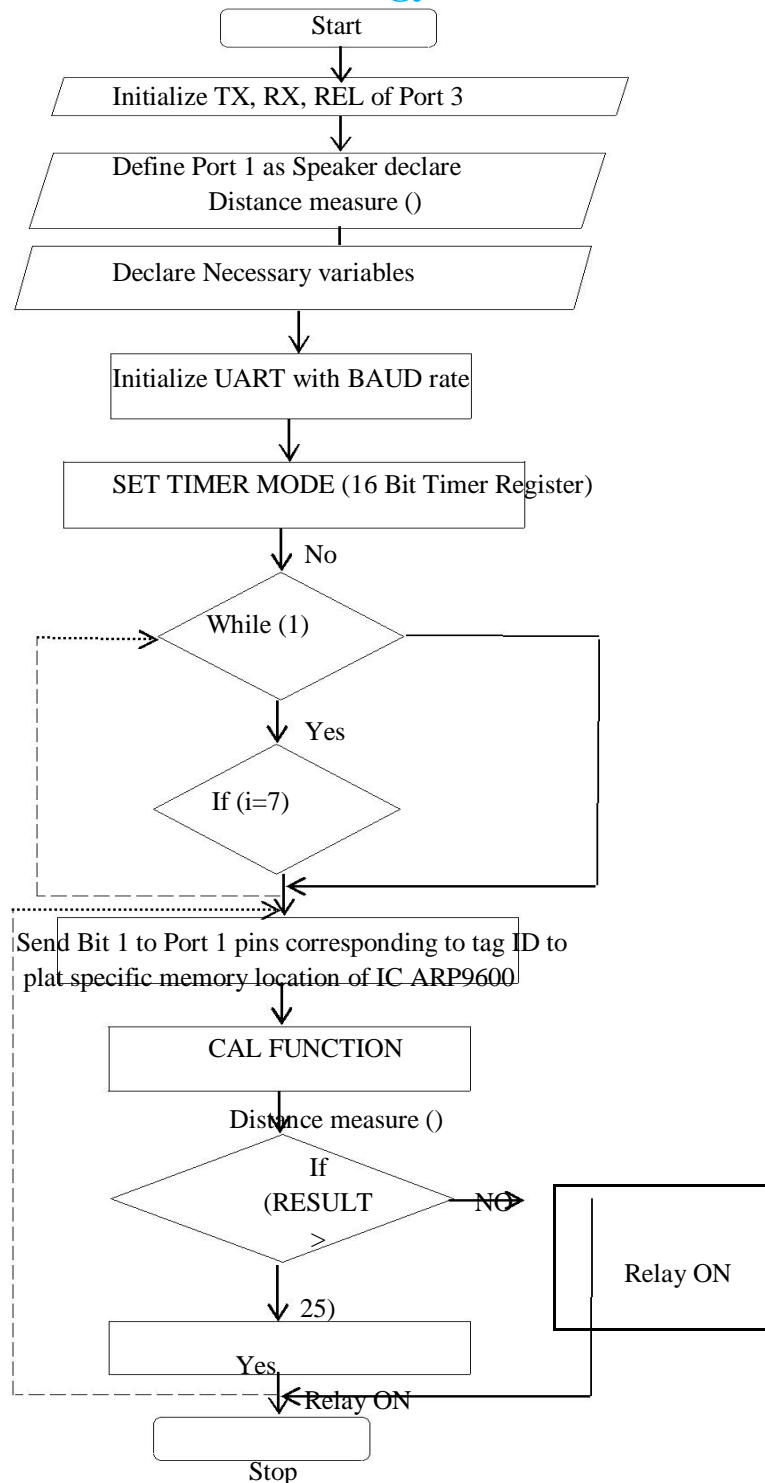 Start
Initialize TX, RX, REL of Port 3
Define Port 1 as Speaker declare
Distance measure ()
Declare Necessary variables
Initialize UART with BAUD rate
SET TIMER MODE (16 Bit Timer Register)
No
While (1)
Yes
If (i=7)
Send Bit 1 to Port 1 pins corresponding to tag ID to
plat specific memory location of IC ARP9600
CAL FUNCTION
Distance measure ()
If
(RESULT
>
NO
Relay ON
25)
Yes
Relay ON
Stop